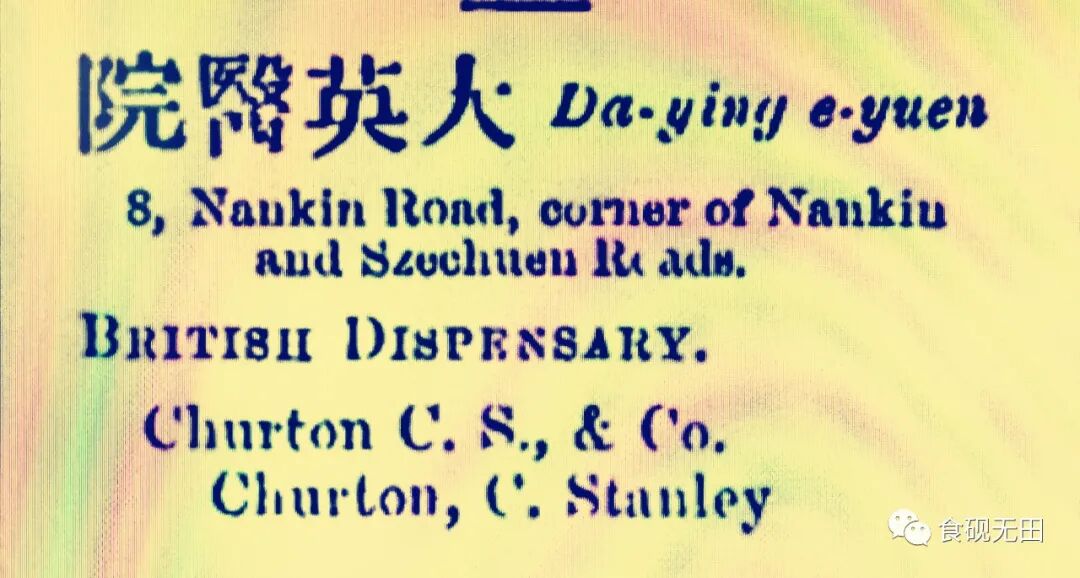 大英醫院 Da-ying e-yuen
8, Nankin Road, corner of Nankin
and Szechuen Roads.
BRITISH DISPENSARY.
Churton C. S., & Co.
Churton, C. Stanley
食砚无田